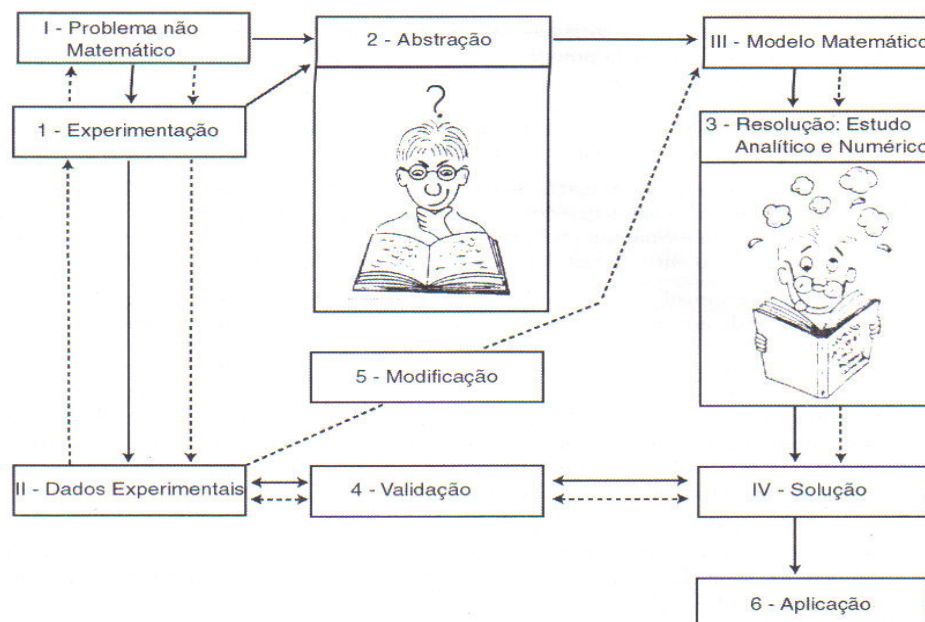 I - Problema não
Matemático
2 - Abstração
III - Modelo Matemático
1 - Experimentação
3 - Resolução: Estudo
Analítico e Numérico
?
5 - Modificação
II - Dados Experimentais
4 - Validação
IV - Solução
6 - Aplicação